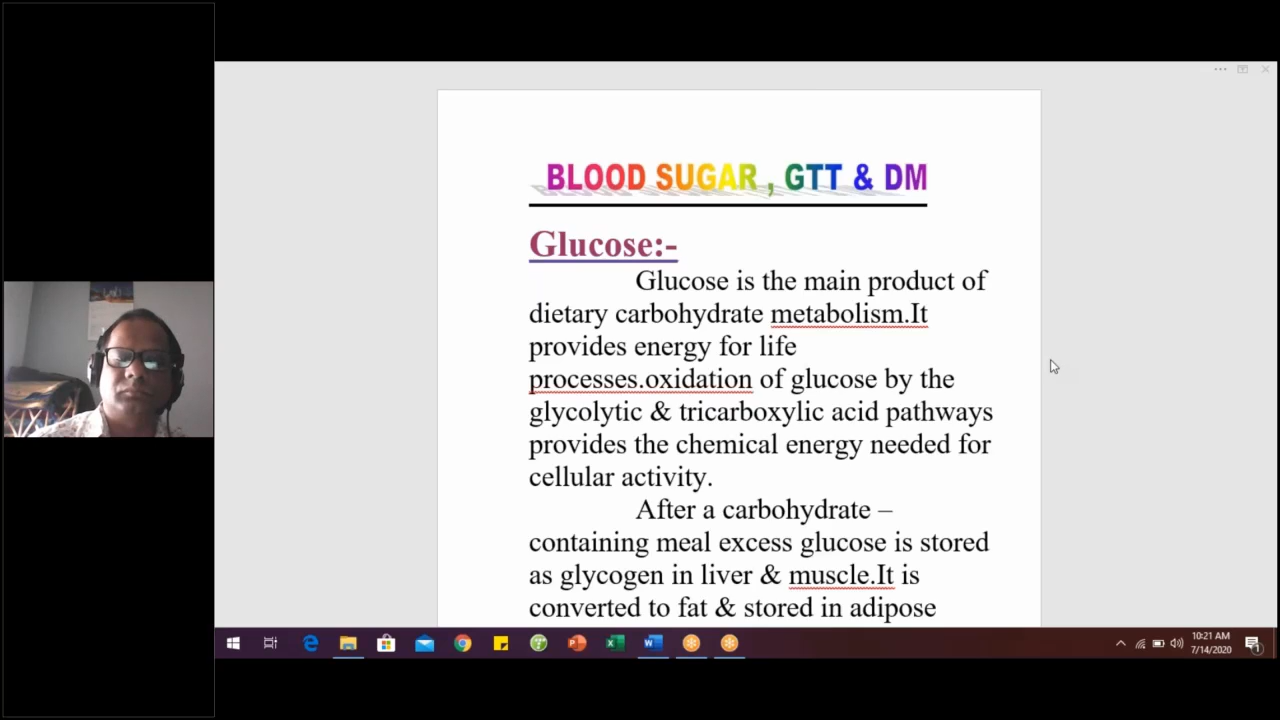 BLOOD SUGAR , GTT & DM
Glucose:-
Glucose is the main product of
dietary carbohydrate metabolism.It
provides energy for life
processes.oxidation of glucose by the
glycolytic & tricarboxylic acid pathways
provides the chemical energy needed for
cellular activity.
After a carbohydrate –
containing meal excess glucose is stored
as glycogen in liver & muscle.It is
converted to fat & stored in adipose
10:21 AM
7/14/2020
1